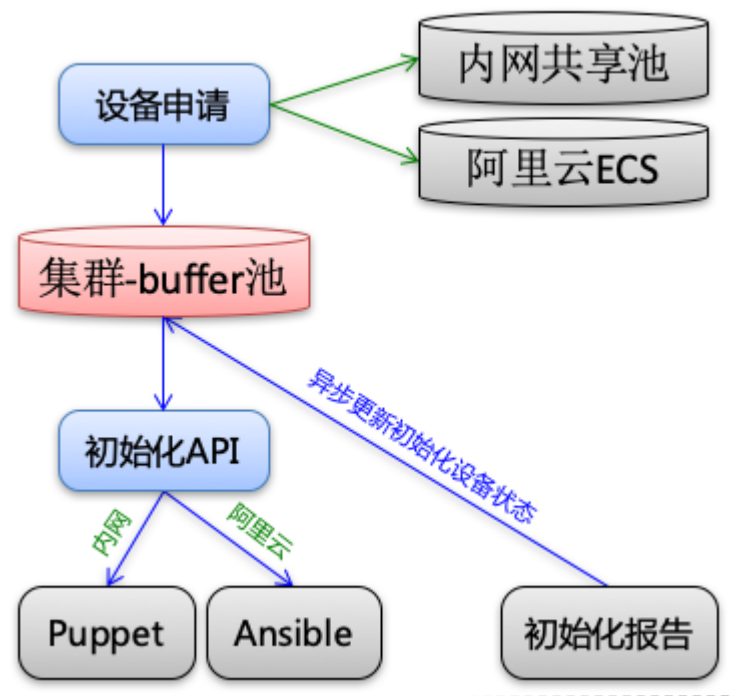 内网共享池
设备申请
阿里云ECS
集群-buffer池
异步更新初始化设备状态
初始化API
内网
阿里云
Puppet
Ansible
初始化报告